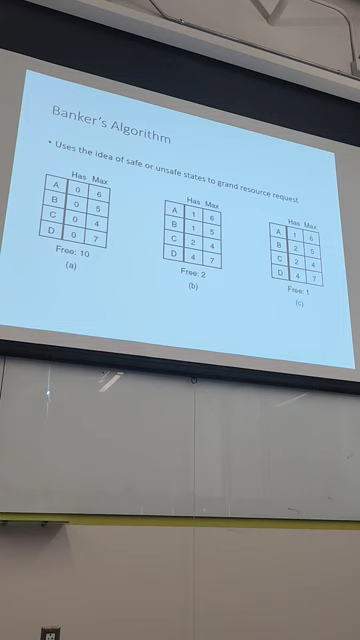 Banker's Algorithm
• Uses the idea of safe or unsafe states to grand resource request
Has Max
A 0 6
B 0 5
C 0 4
D 0 7
Free: 10
(a)
Has Max
A 1 6
B 1 5
C 2 4
D 4 7
Free: 2
(b)
Has Max
A 1 6
B 2 5
C 2 4
D 4 7
Free: 1
(c)